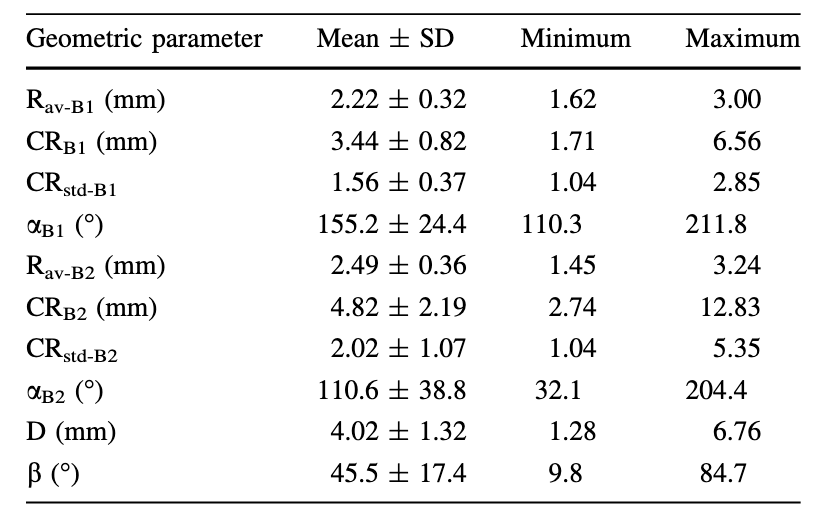 Geometric parameter Mean ± SD Minimum Maximum
Rav-B1 (mm) 2.22 ± 0.32 1.62 3.00
CRB1 (mm) 3.44 ± 0.82 1.71 6.56
CRstd-B1 1.56 ± 0.37 1.04 2.85
αB1 (°) 155.2 ± 24.4 110.3 211.8
Rav-B2 (mm) 2.49 ± 0.36 1.45 3.24
CRB2 (mm) 4.82 ± 2.19 2.74 12.83
CRstd-B2 2.02 ± 1.07 1.04 5.35
αB2 (°) 110.6 ± 38.8 32.1 204.4
D (mm) 4.02 ± 1.32 1.28 6.76
β (°) 45.5 ± 17.4 9.8 84.7